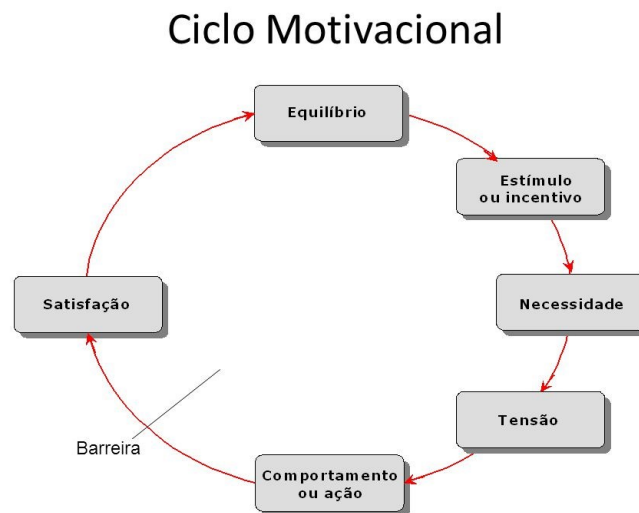 Ciclo Motivacional
Equilíbrio
Estímulo
ou incentivo
Necessidade
Tensão
Comportamento
ou ação
Barreira
Satisfação